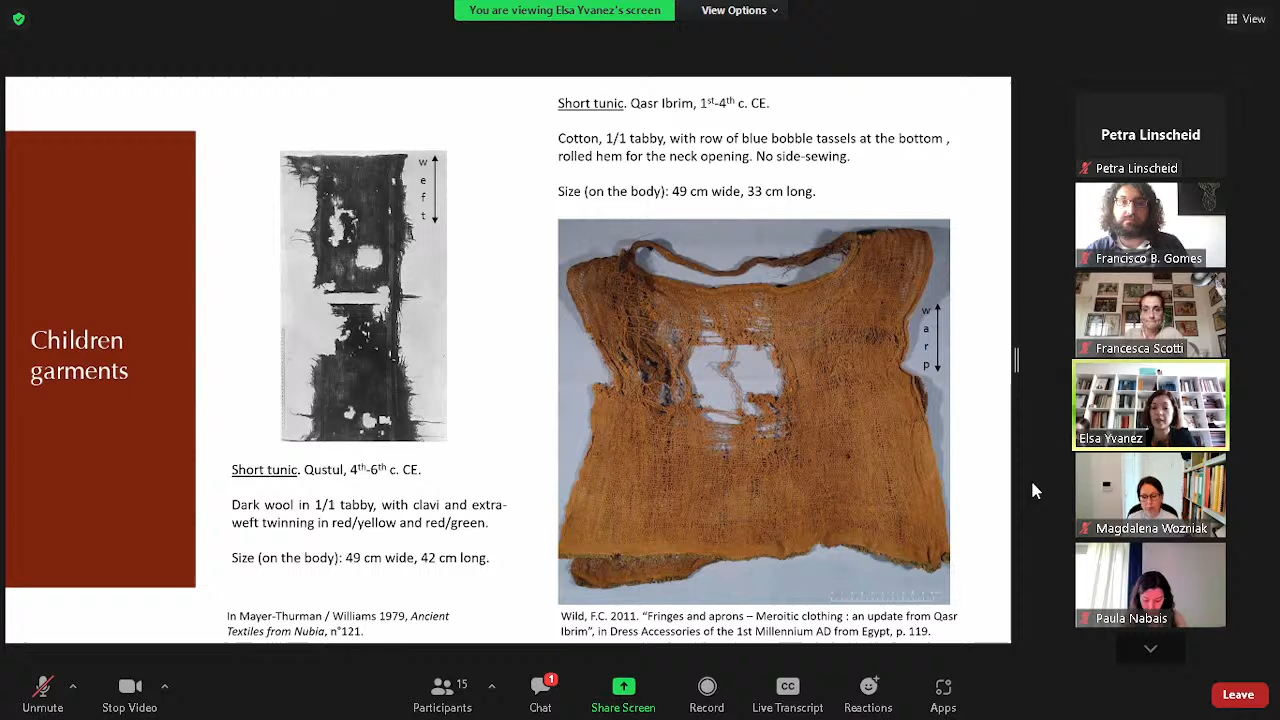 You are viewing Elsa Yvanez's screen
View Options
View
Children
garments
w
e
f
t
Short tunic. Qustul, 4th-6th c. CE.
Dark wool in 1/1 tabby, with clavi and extra-
weft twinning in red/yellow and red/green.
Size (on the body): 49 cm wide, 42 cm long.
In Mayer-Thurman / Williams 1979, Ancient
Textiles from Nubia, n°121.
Short tunic. Qasr Ibrim, 1st-4th c. CE.
Cotton, 1/1 tabby, with row of blue bobble tassels at the bottom ,
rolled hem for the neck opening. No side-sewing.
Size (on the body): 49 cm wide, 33 cm long.
w
a
r
p
Wild, F.C. 2011. “Fringes and aprons – Meroitic clothing : an update from Qasr
Ibrim”, in Dress Accessories of the 1st Millennium AD from Egypt, p. 119.
Petra Linscheid
Petra Linscheid
Francisco B. Gomes
Francesca Scotti
Elsa Yvanez
Magdalena Wozniak
Paula Nabais
Unmute
Stop Video
15
Participants
1
Chat
Share Screen
Record
CC
Live Transcript
Reactions
Apps
Leave